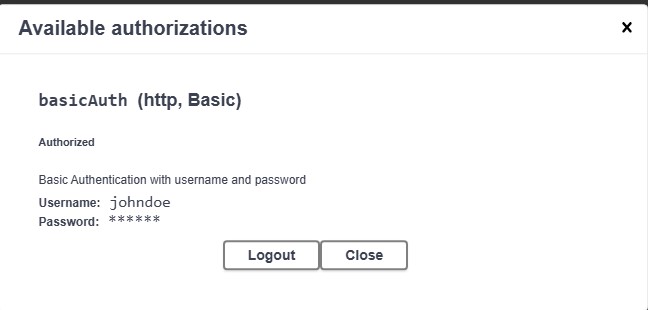 Available authorizations x
basicAuth (http, Basic)
Authorized
Basic Authentication with username and password
Username: johndoe
Password: ******
Logout Close